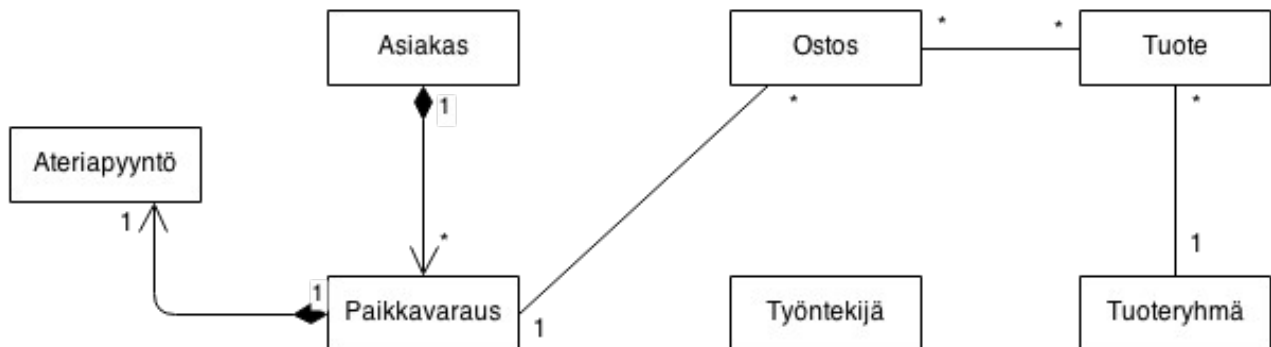 Asiakas
Ostos
*
*
Tuote
1
*
*
Ateriapyyntö
1
*
1
1
Paikkavaraus
1
Työntekijä
Tuoteryhmä